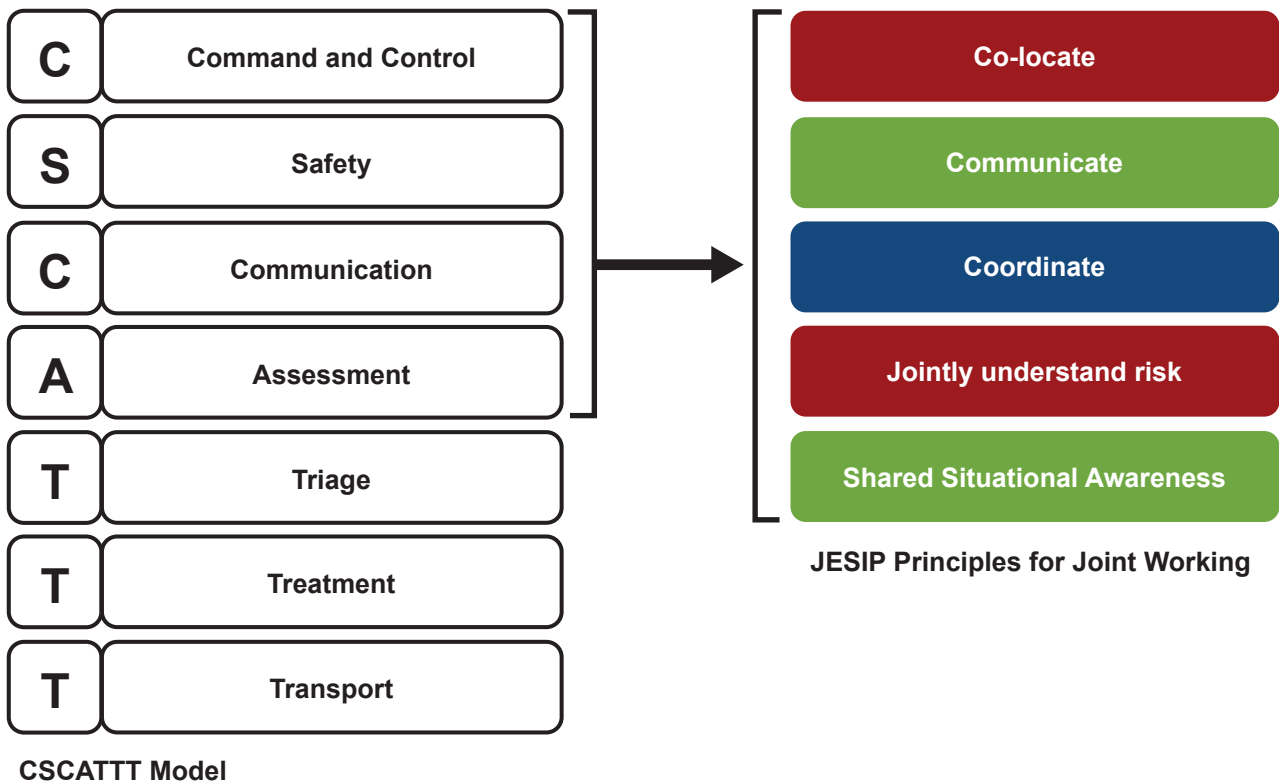 C Command and Control
S Safety
C Communication
A Assessment
T Triage
T Treatment
T Transport
CSCATTT Model
Co-locate
Communicate
Coordinate
Jointly understand risk
Shared Situational Awareness
JESIP Principles for Joint Working